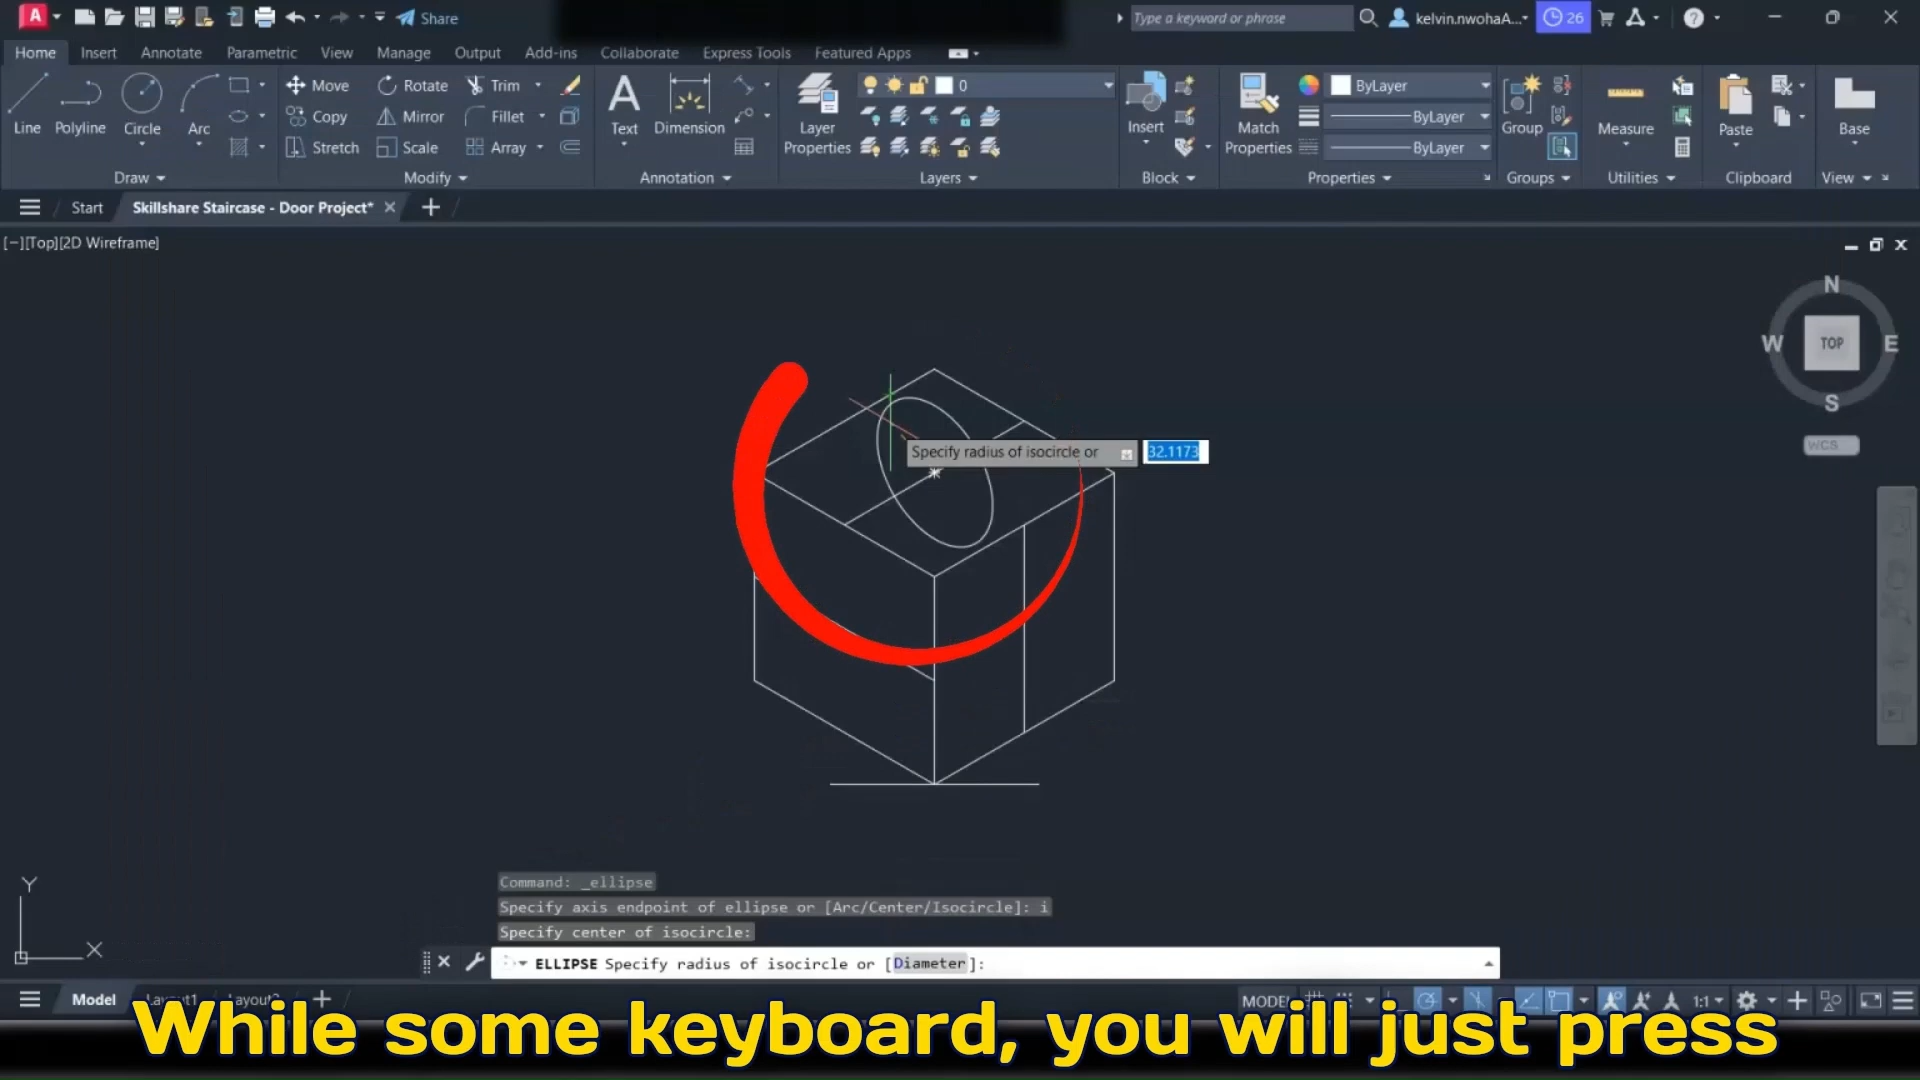 A Share Type a keyword or phrase kelvin.nwohaA... 26
Home Insert Annotate Parametric View Manage Output Add-ins Collaborate Express Tools Featured Apps
Move Rotate Trim 0 ByLayer
Copy Mirror Fillet ByLayer
Line Polyline Circle Arc Text Dimension Layer Properties Insert Match Properties Group Measure Paste Base
Stretch Scale Array ByLayer
Draw Modify Annotation Layers Block Properties Groups Utilities Clipboard View
Start Skillshare Staircase - Door Project*
[−][Top][2D Wireframe]
N
W TOP E
S
WCS
Specify radius of isocircle or 32.1173
Y
X
Command: _ellipse
Specify axis endpoint of ellipse or [Arc/Center/Isocircle]: i
Specify center of isocircle:
ELLIPSE Specify radius of isocircle or [Diameter]:
Model Layout1 Layout2 MODEL 1:1
While some keyboard, you will just press